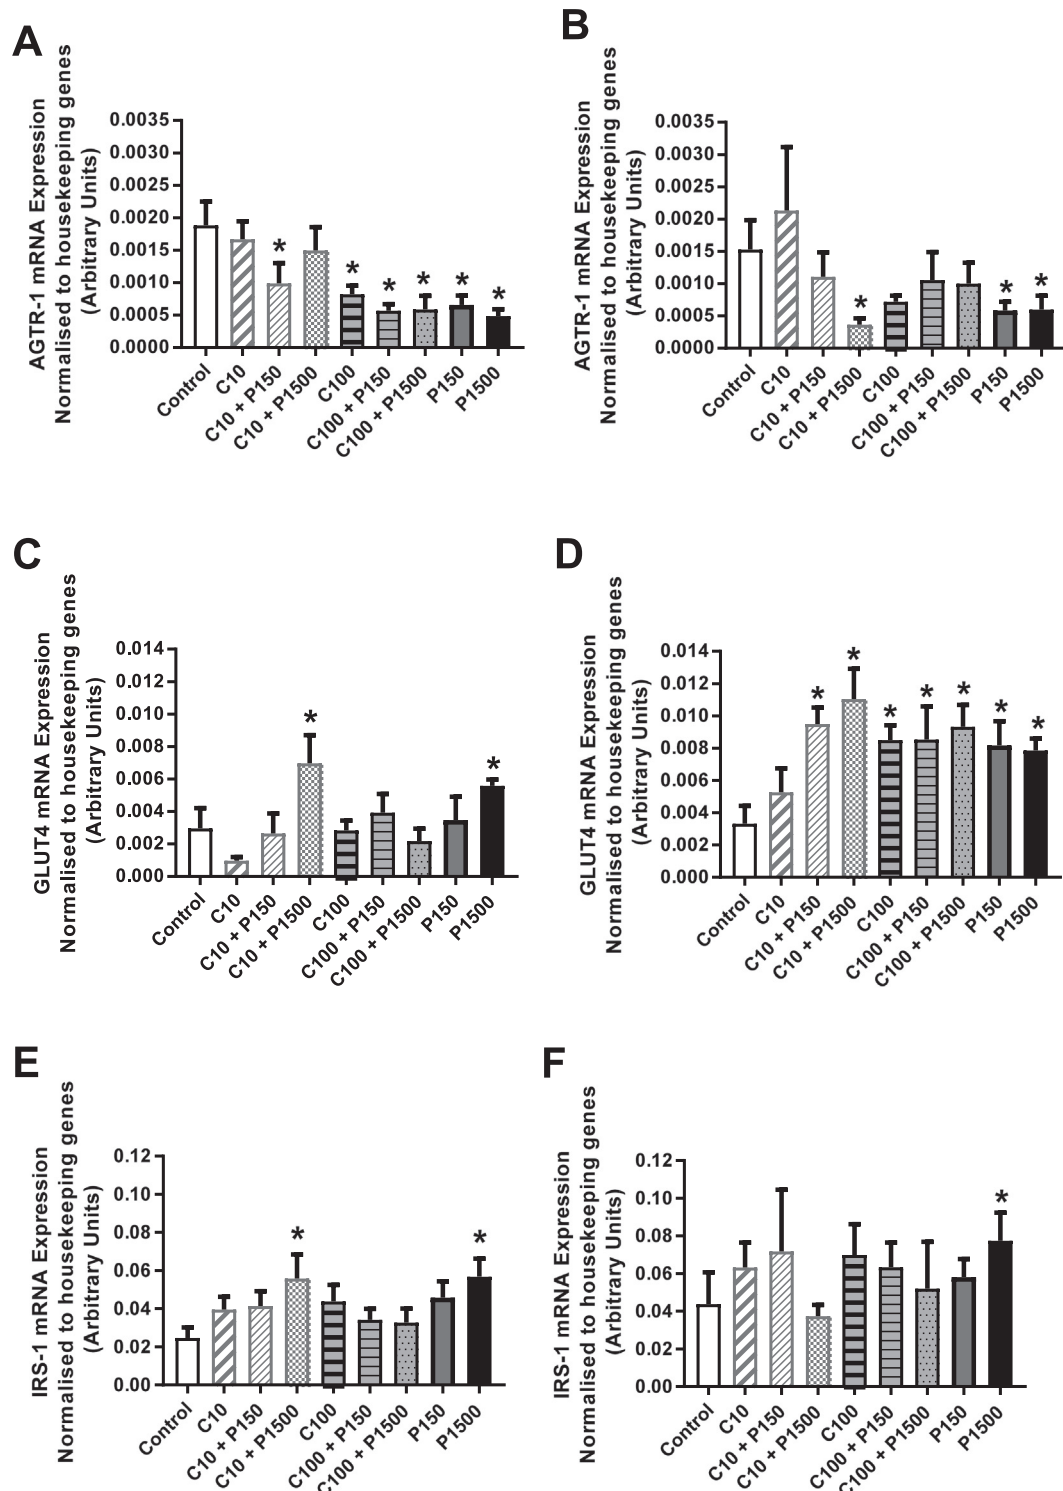 A
AGTR-1 mRNA Expression
Normalised to housekeeping genes
(Arbitrary Units)
0.0035
0.0030
0.0025
0.0020
0.0015
0.0010
0.0005
0.0000
* * * * * *
Control
C10
C10 + P150
C10 + P1500
C100
C100 + P150
C100 + P1500
P150
P1500
B
AGTR-1 mRNA Expression
Normalised to housekeeping genes
(Arbitrary Units)
0.0035
0.0030
0.0025
0.0020
0.0015
0.0010
0.0005
0.0000
* * *
Control
C10
C10 + P150
C10 + P1500
C100
C100 + P150
C100 + P1500
P150
P1500
C
GLUT4 mRNA Expression
Normalised to housekeeping genes
(Arbitrary Units)
0.014
0.012
0.010
0.008
0.006
0.004
0.002
0.000
* *
Control
C10
C10 + P150
C10 + P1500
C100
C100 + P150
C100 + P1500
P150
P1500
D
GLUT4 mRNA Expression
Normalised to housekeeping genes
(Arbitrary Units)
0.014
0.012
0.010
0.008
0.006
0.004
0.002
0.000
* * * * * * *
Control
C10
C10 + P150
C10 + P1500
C100
C100 + P150
C100 + P1500
P150
P1500
E
IRS-1 mRNA Expression
Normalised to housekeeping genes
(Arbitrary Units)
0.12
0.10
0.08
0.06
0.04
0.02
0.00
* *
Control
C10
C10 + P150
C10 + P1500
C100
C100 + P150
C100 + P1500
P150
P1500
F
IRS-1 mRNA Expression
Normalised to housekeeping genes
(Arbitrary Units)
0.12
0.10
0.08
0.06
0.04
0.02
0.00
*
Control
C10
C10 + P150
C10 + P1500
C100
C100 + P150
C100 + P1500
P150
P1500